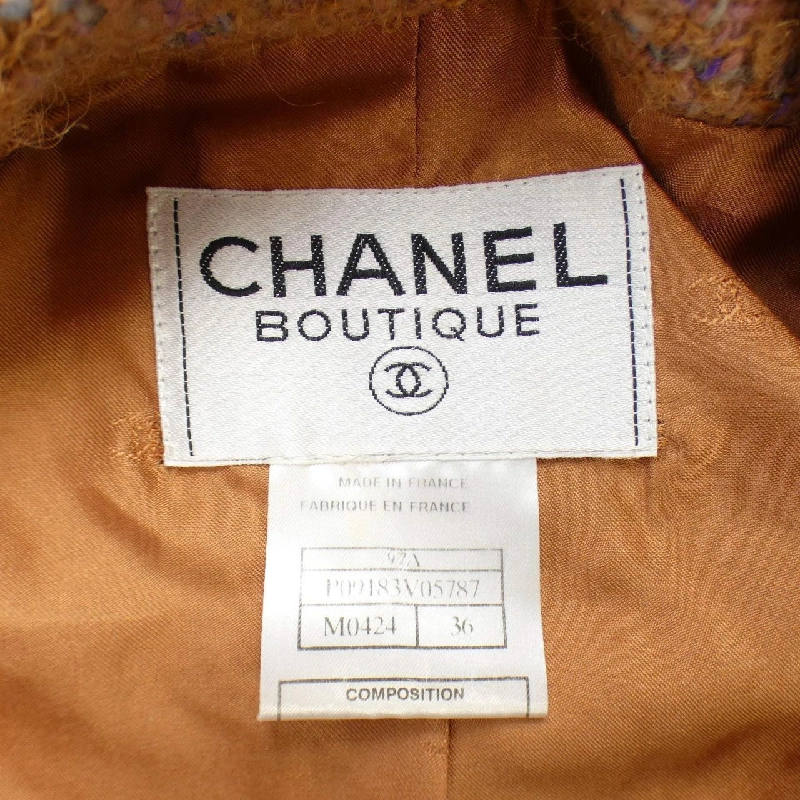 CHANEL
BOUTIQUE
MADE IN FRANCE
FABRIQUE EN FRANCE
97A
P09183V05787
M0424 36
COMPOSITION